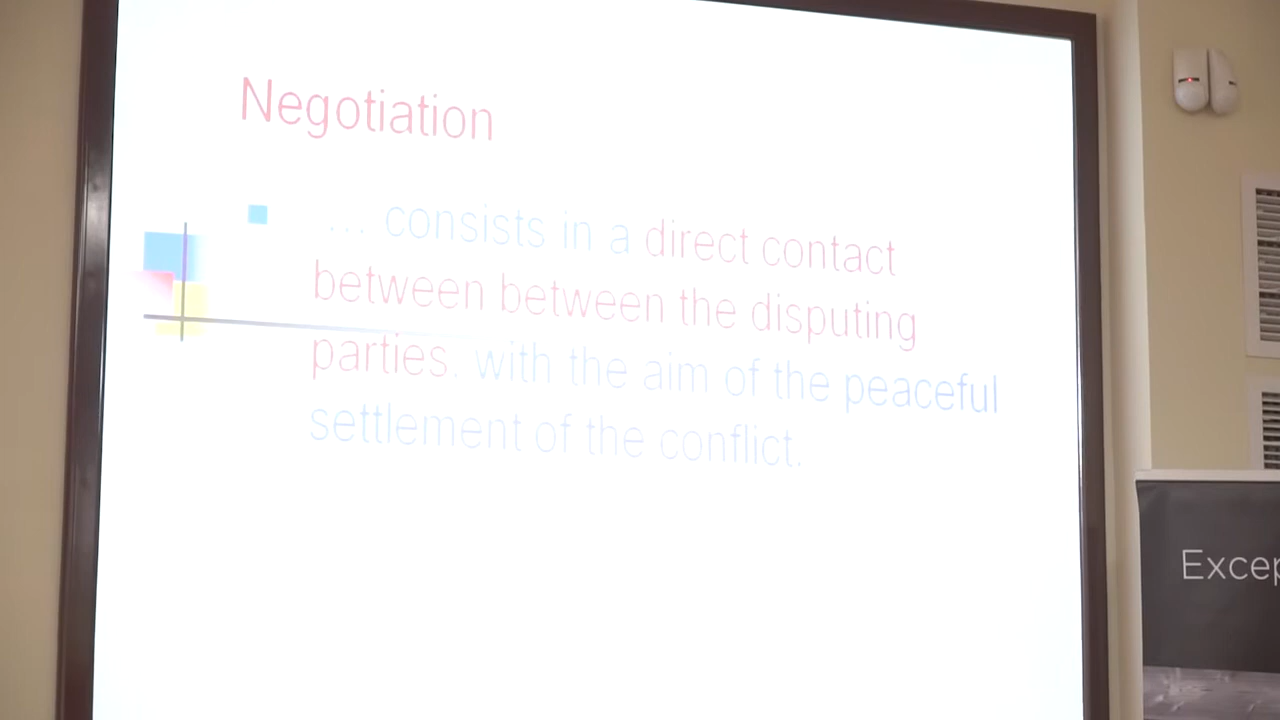 Negotiation
... consists in a direct contact
between between the disputing
parties. with the aim of the peaceful
settlement of the conflict.
Excep